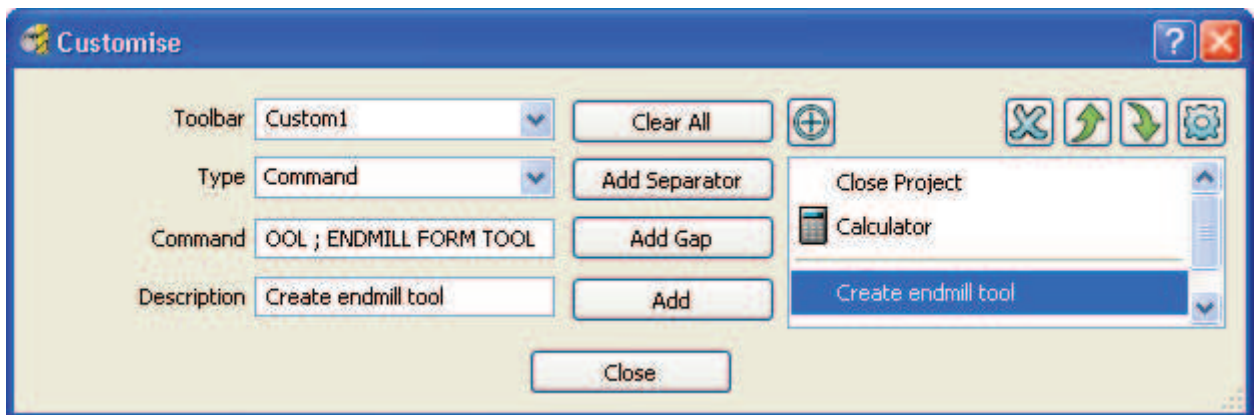 Customise
Toolbar Custom1 Clear All
Type Command Add Separator Close Project
Calculator
Command OOL ; ENDMILL FORM TOOL Add Gap
Description Create endmill tool Add Create endmill tool
Close